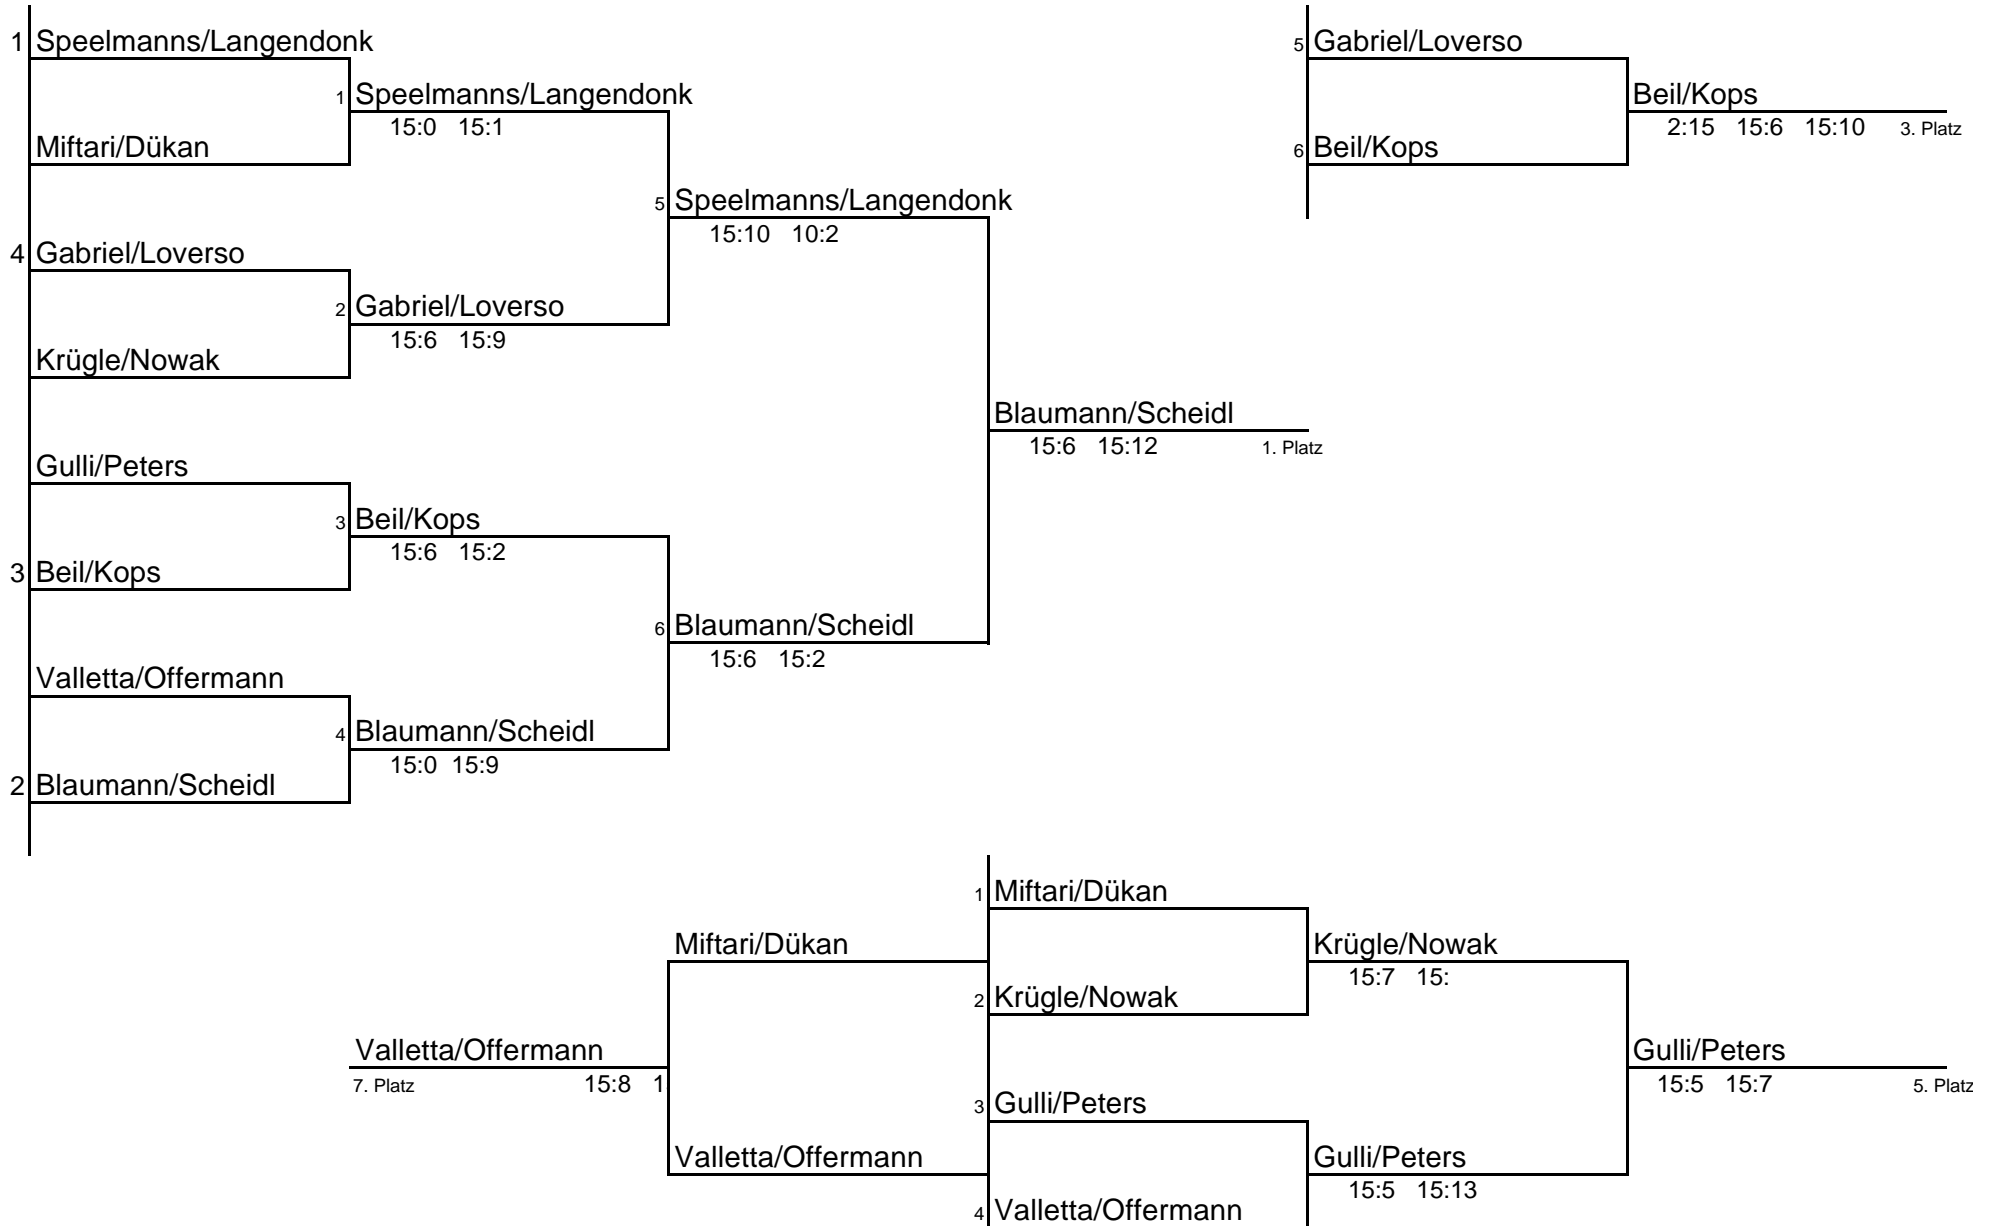 1 Speelmanns/Langendonk
5 Gabriel/Loverso
1 Speelmanns/Langendonk
Beil/Kops
15:0 15:1
2:15 15:6 15:10 3. Platz
Miftari/Dükan
6 Beil/Kops
5 Speelmanns/Langendonk
15:10 10:2
4 Gabriel/Loverso
2 Gabriel/Loverso
15:6 15:9
Krügle/Nowak
Blaumann/Scheidl
15:6 15:12 1. Platz
Gulli/Peters
3 Beil/Kops
15:6 15:2
3 Beil/Kops
6 Blaumann/Scheidl
15:6 15:2
Valletta/Offermann
4 Blaumann/Scheidl
15:0 15:9
2 Blaumann/Scheidl
1 Miftari/Dükan
Miftari/Dükan
Krügle/Nowak
15:7 15:
2 Krügle/Nowak
Valletta/Offermann
Gulli/Peters
7. Platz 15:8 1
15:5 15:7 5. Platz
3 Gulli/Peters
Valletta/Offermann
Gulli/Peters
15:5 15:13
4 Valletta/Offermann